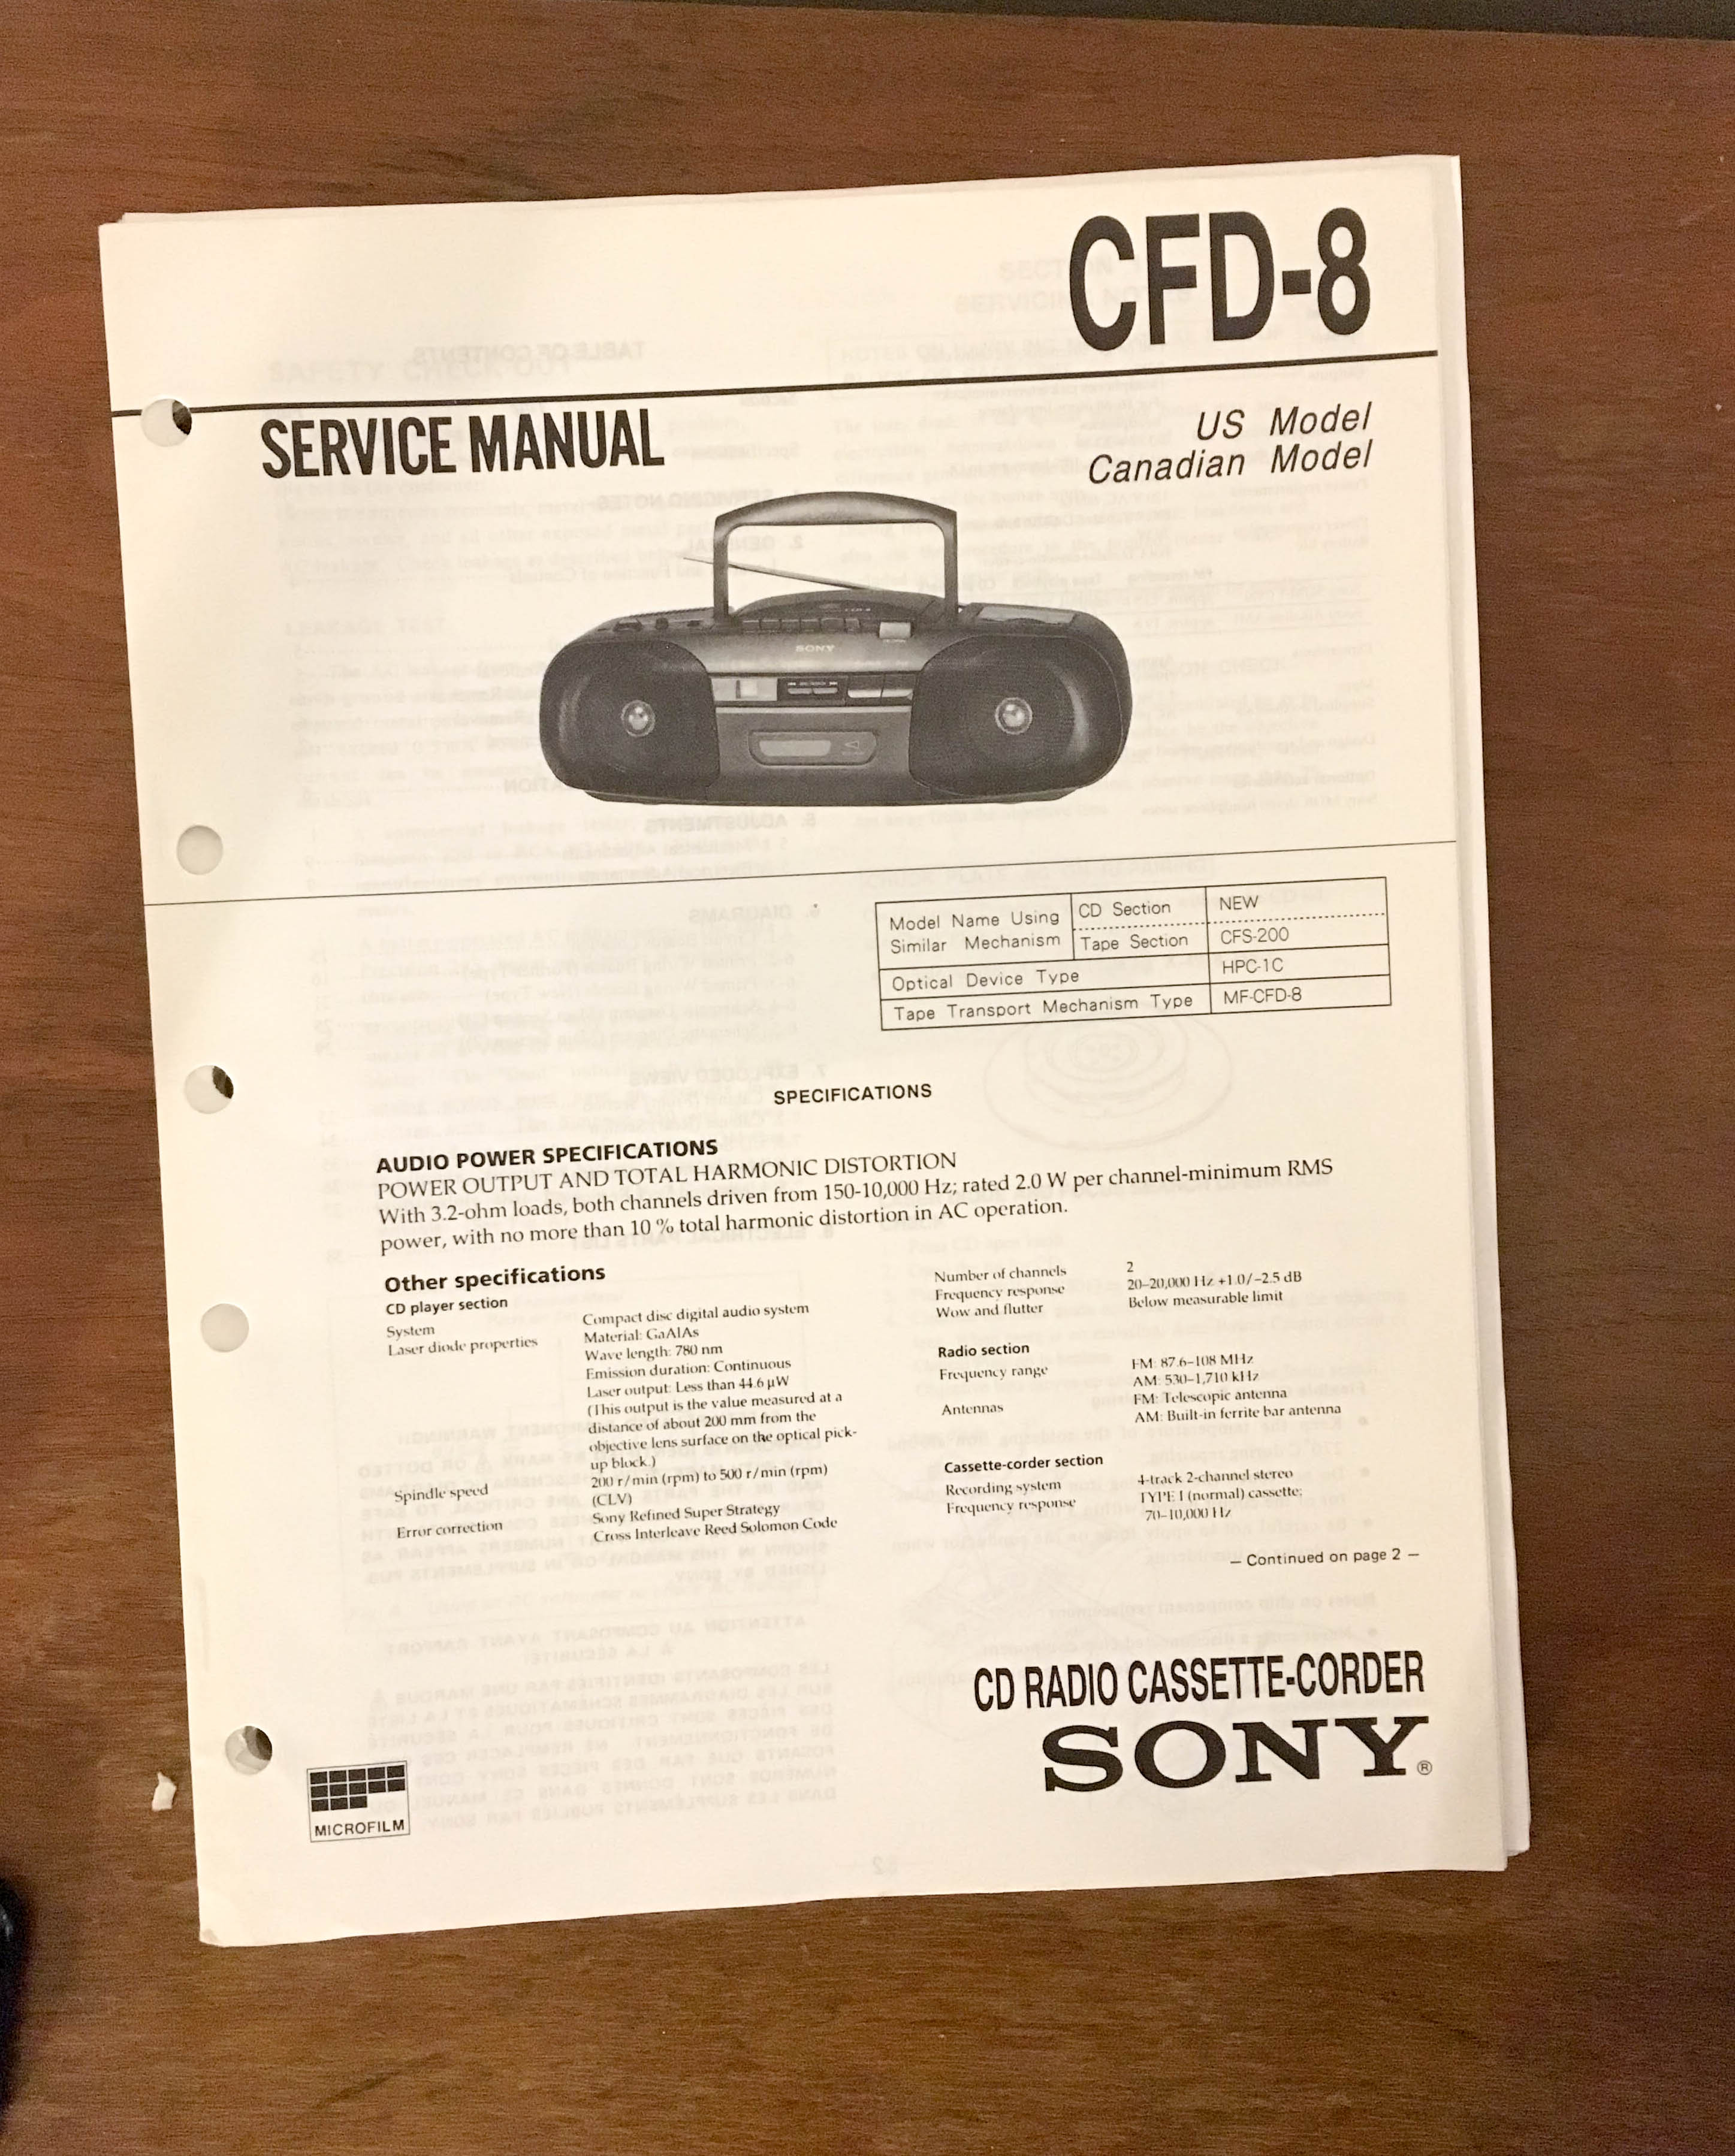 CFD-8
SERVICE MANUAL
US Model
Canadian Model
SONY
Model Name Using Similar Mechanism
CD Section
NEW
Tape Section
CFS-200
Optical Device Type
HPC-1C
Tape Transport Mechanism Type
MF-CFD-8
SPECIFICATIONS
AUDIO POWER SPECIFICATIONS
POWER OUTPUT AND TOTAL HARMONIC DISTORTION
With 3.2-ohm loads, both channels driven from 150-10,000 Hz; rated 2.0 W per channel-minimum RMS
power, with no more than 10 % total harmonic distortion in AC operation.
Other specifications
CD player section
System
Compact disc digital audio system
Laser diode properties
Material: GaAlAs
Wave length: 780 nm
Emission duration: Continuous
Laser output: Less than 44.6 µW
(This output is the value measured at a
distance of about 200 mm from the
objective lens surface on the optical pick-
up block.)
Spindle speed
200 r/min (rpm) to 500 r/min (rpm)
(CLV)
Error correction
Sony Refined Super Strategy
Cross Interleave Reed Solomon Code
Number of channels
2
Frequency response
20–20,000 Hz +1.0/–2.5 dB
Wow and flutter
Below measurable limit
Radio section
Frequency range
FM: 87.6–108 MHz
AM: 530–1,710 kHz
Antennas
FM: Telescopic antenna
AM: Built-in ferrite bar antenna
Cassette-corder section
Recording system
4-track 2-channel stereo
Frequency response
TYPE I (normal) cassette:
70–10,000 Hz
— Continued on page 2 —
CD RADIO CASSETTE-CORDER
SONY®
MICROFILM